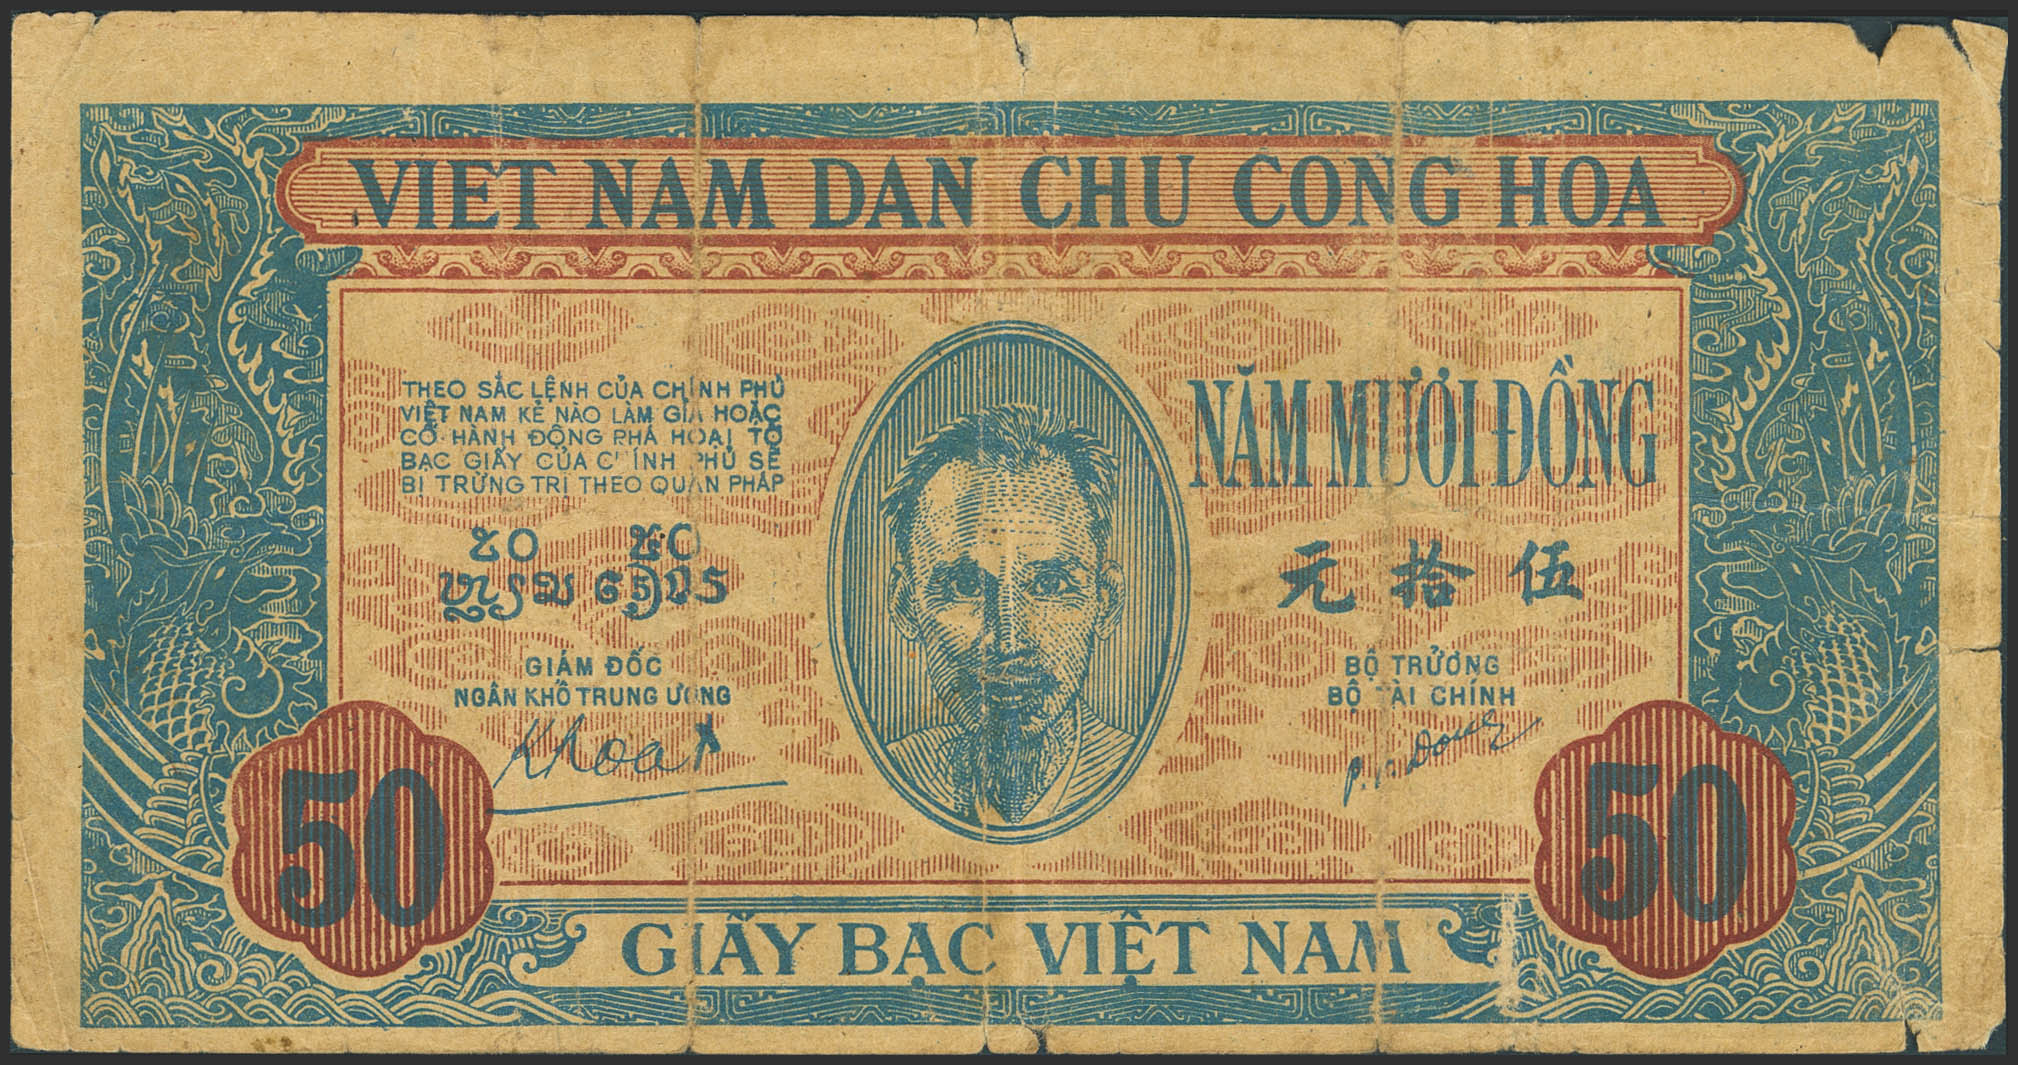 VIET NAM DAN CHU CONG HOA
THEO SẮC LỆNH CỦA CHÍNH PHỦ
VIỆT NAM KẺ NÀO LÀM GIẢ HOẶC
CÓ HÀNH ĐỘNG PHÁ HOẠI TỜ
BẠC GIẤY CỦA CHÍNH PHỦ SẼ
BỊ TRỪNG TRỊ THEO QUÂN PHÁP
NĂM MƯƠI ĐỒNG
元拾伍
GIÁM ĐỐC
NGÂN KHỐ TRUNG ƯƠNG
Khoat
BỘ TRƯỞNG
BỘ TÀI CHÍNH
50
50
GIẤY BẠC VIỆT NAM